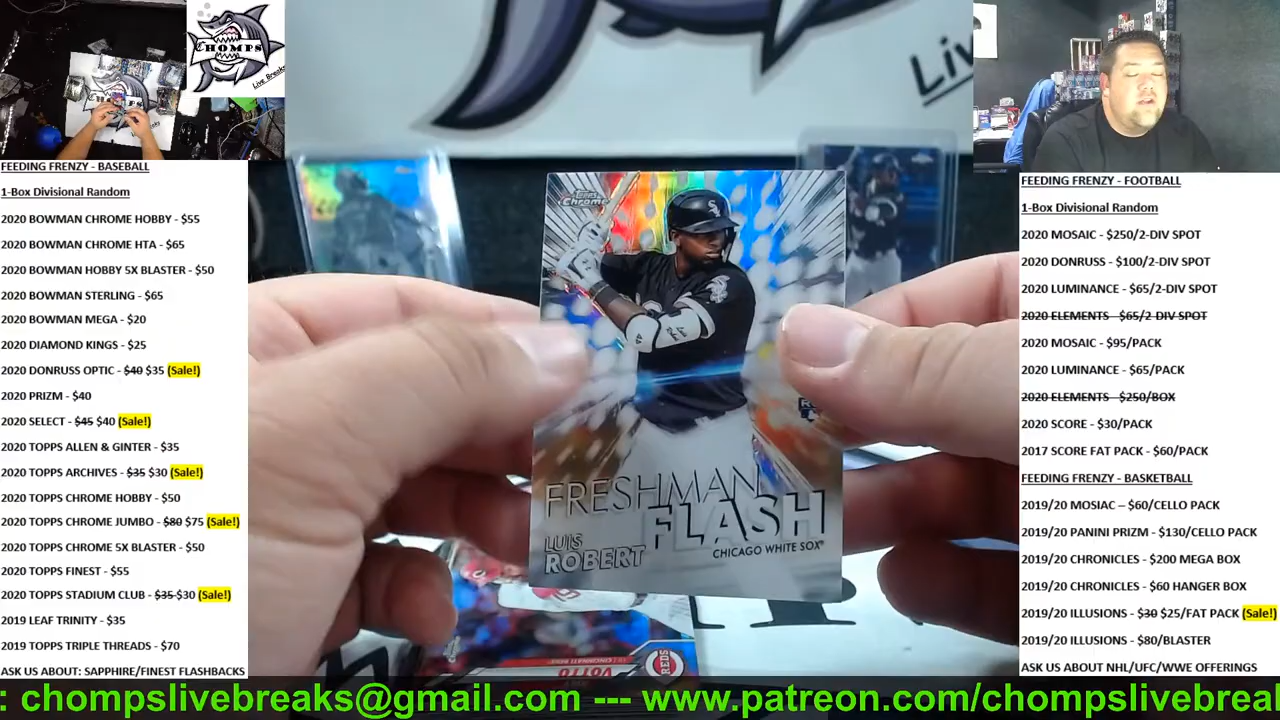 CHOMPS
Live Breaks
Liv
FEEDING FRENZY - BASEBALL
1-Box Divisional Random
2020 BOWMAN CHROME HOBBY - $55
2020 BOWMAN CHROME HTA - $65
2020 BOWMAN HOBBY 5X BLASTER - $50
2020 BOWMAN STERLING - $65
2020 BOWMAN MEGA - $20
2020 DIAMOND KINGS - $25
2020 DONRUSS OPTIC - $40 $35 (Sale!)
2020 PRIZM - $40
2020 SELECT - $45 $40 (Sale!)
2020 TOPPS ALLEN & GINTER - $35
2020 TOPPS ARCHIVES - $35 $30 (Sale!)
2020 TOPPS CHROME HOBBY - $50
2020 TOPPS CHROME JUMBO - $80 $75 (Sale!)
2020 TOPPS CHROME 5X BLASTER - $50
2020 TOPPS FINEST - $55
2020 TOPPS STADIUM CLUB - $35 $30 (Sale!)
2019 LEAF TRINITY - $35
2019 TOPPS TRIPLE THREADS - $70
ASK US ABOUT: SAPPHIRE/FINEST FLASHBACKS
Topps Chrome
FRESHMAN
FLASH
LUIS
ROBERT
CHICAGO WHITE SOX
CINCINNATI REDS
VOTTO
REDS
FEEDING FRENZY - FOOTBALL
1-Box Divisional Random
2020 MOSAIC - $250/2-DIV SPOT
2020 DONRUSS - $100/2-DIV SPOT
2020 LUMINANCE - $65/2-DIV SPOT
2020 ELEMENTS - $65/2 DIV SPOT
2020 MOSAIC - $95/PACK
2020 LUMINANCE - $65/PACK
2020 ELEMENTS - $250/BOX
2020 SCORE - $30/PACK
2017 SCORE FAT PACK - $60/PACK
FEEDING FRENZY - BASKETBALL
2019/20 MOSIAC – $60/CELLO PACK
2019/20 PANINI PRIZM - $130/CELLO PACK
2019/20 CHRONICLES - $200 MEGA BOX
2019/20 CHRONICLES - $60 HANGER BOX
2019/20 ILLUSIONS - $30 $25/FAT PACK (Sale!)
2019/20 ILLUSIONS - $80/BLASTER
ASK US ABOUT NHL/UFC/WWE OFFERINGS
: chompslivebreaks@gmail.com --- www.patreon.com/chompslivebreal